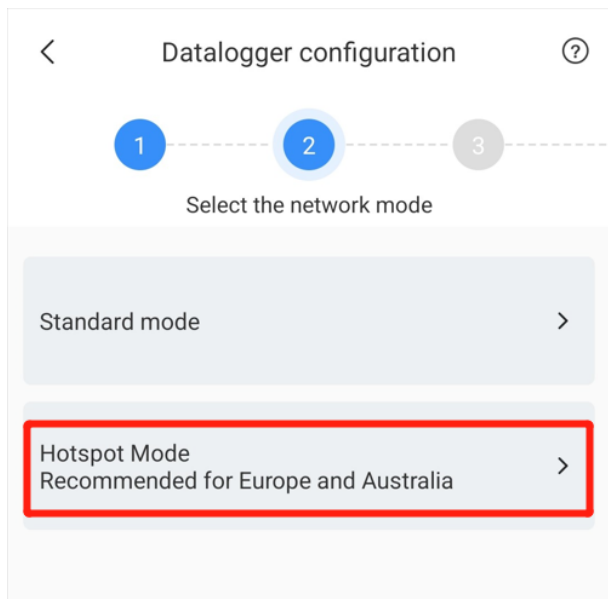 Datalogger configuration
?
1
2
3
Select the network mode
Standard mode
Hotspot Mode
Recommended for Europe and Australia